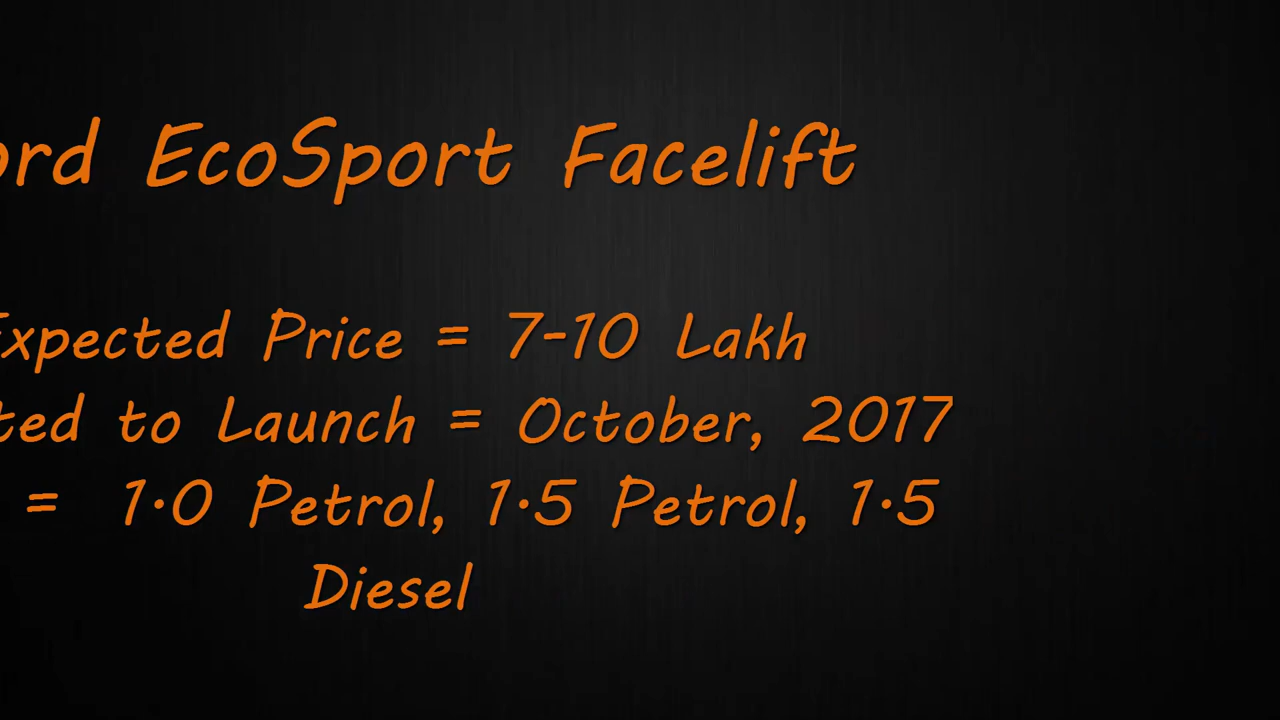 ord EcoSport Facelift
Expected Price = 7-10 Lakh
ted to Launch = October, 2017
= 1.0 Petrol, 1.5 Petrol, 1.5
Diesel